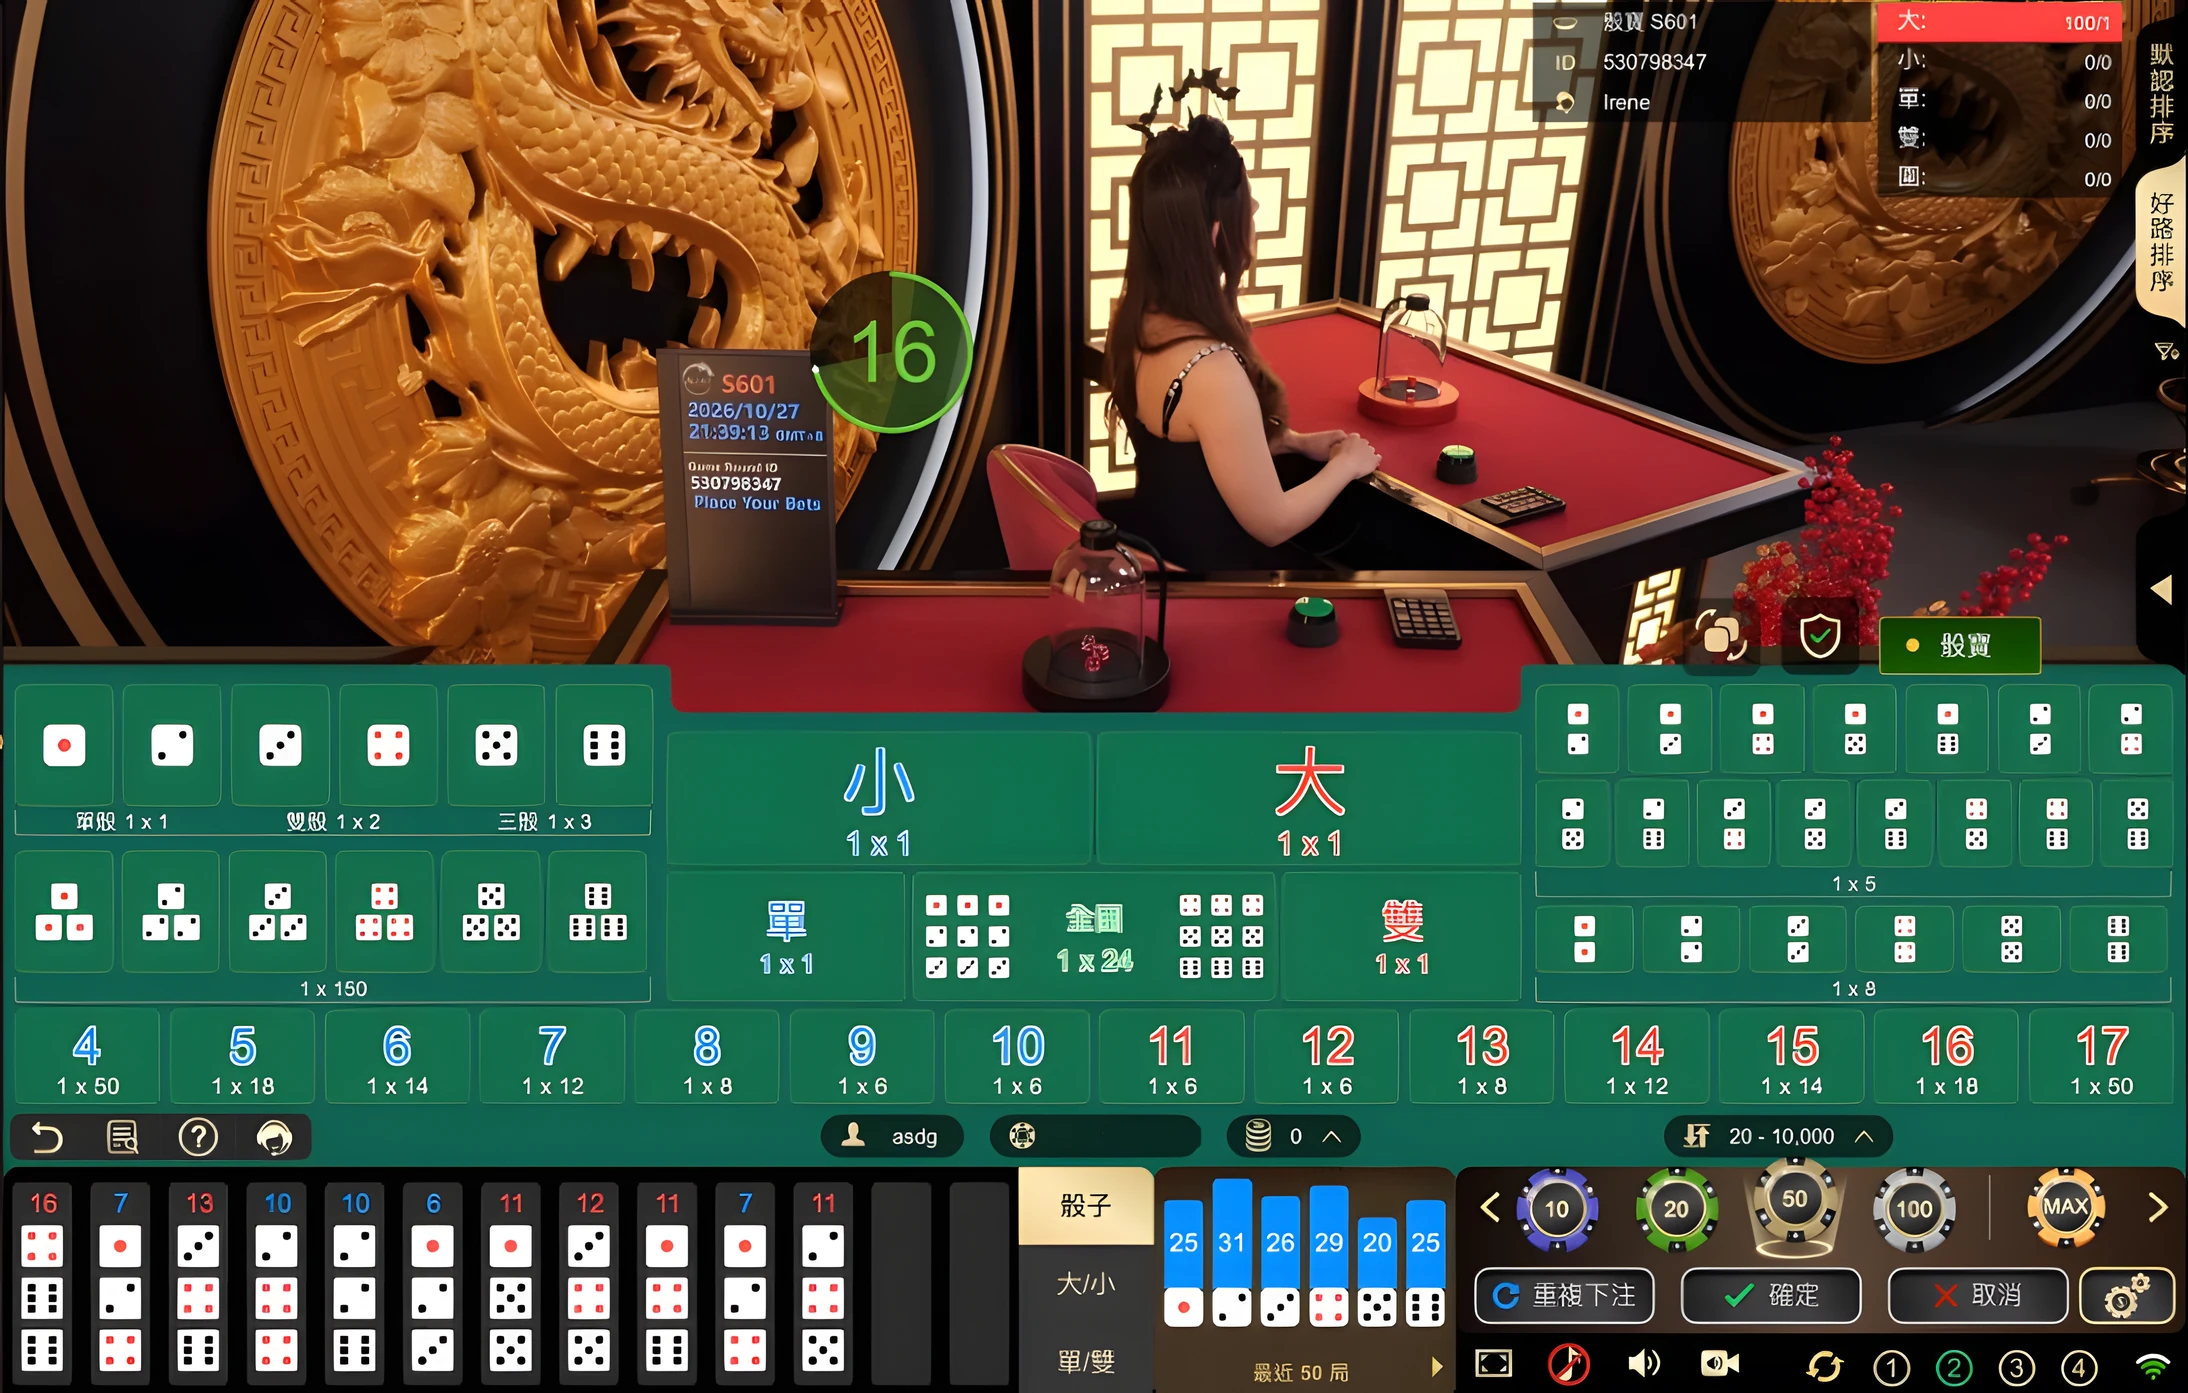 骰寶 S601
ID 530798347
Irene
大: 100/1
小: 0/0
單: 0/0
雙: 0/0
圍: 0/0
默認排序
好路排序
16
S601
2026/10/27
21:39:13
Game Round ID
530798347
Place Your Bets
骰寶
單骰 1 x 1
雙骰 1 x 2
三骰 1 x 3
1 x 150
小
1 x 1
大
1 x 1
單
1 x 1
全圍
1 x 24
雙
1 x 1
1 x 5
1 x 8
4 5 6 7 8 9 10 11 12 13 14 15 16 17
1 x 50 1 x 18 1 x 14 1 x 12 1 x 8 1 x 6 1 x 6 1 x 6 1 x 6 1 x 8 1 x 12 1 x 14 1 x 18 1 x 50
asdg
0
20 - 10,000
16 7 13 10 10 6 11 12 11 7 11
骰子
大/小
單/雙
25 31 26 29 20 25
最近 50 局
10 20 50 100 MAX
重複下注
確定
取消
1 2 3 4